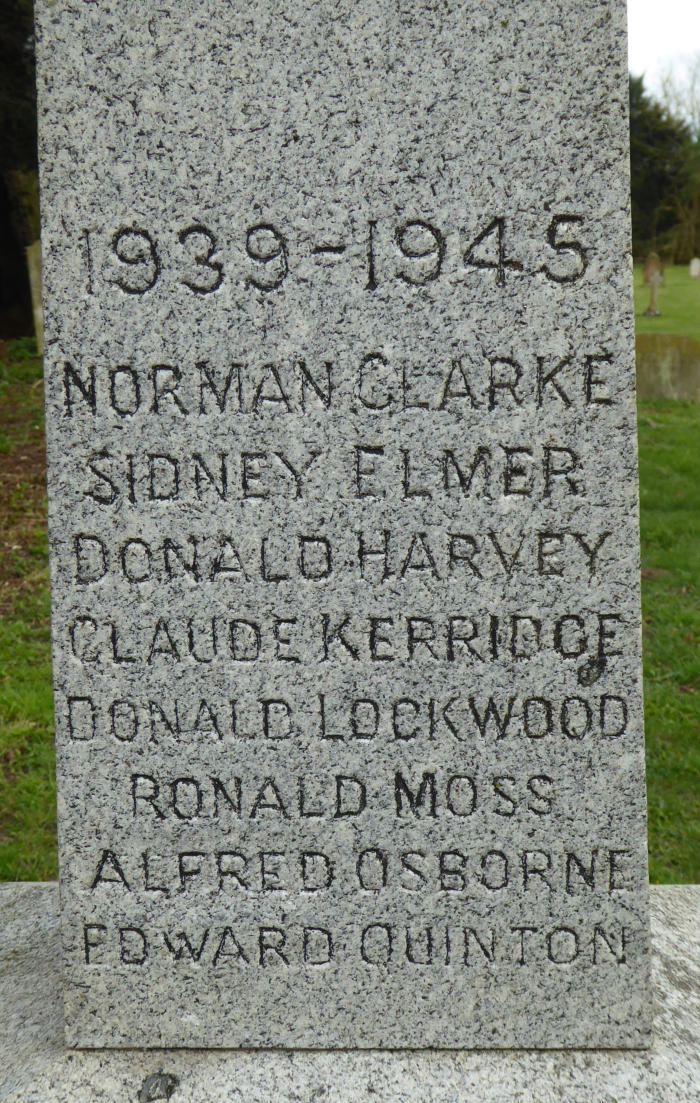 1939-1945
NORMAN CLARKE
SIDNEY ELMER
DONALD HARVEY
CLAUDE KERRIDGE
DONALD LOCKWOOD
RONALD MOSS
ALFRED OSBORNE
EDWARD QUINTON